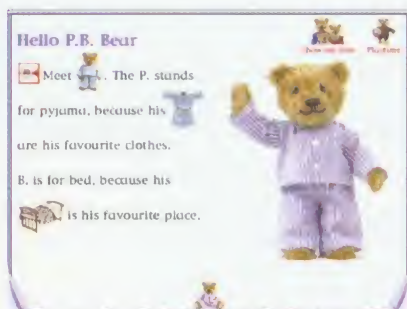 Hello P.B. Bear
Meet . The P. stands
for pyjama, because his
are his favourite clothes.
B. is for bed, because his
is his favourite place.